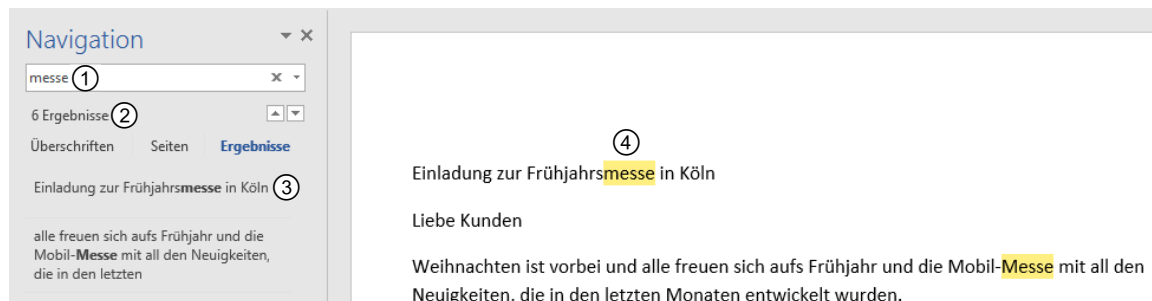 Navigation
messe 1
6 Ergebnisse 2
Überschriften Seiten Ergebnisse
Einladung zur Frühjahrsmesse in Köln 3
alle freuen sich aufs Frühjahr und die
Mobil-Messe mit all den Neuigkeiten,
die in den letzten
4
Einladung zur Frühjahrsmesse in Köln
Liebe Kunden
Weihnachten ist vorbei und alle freuen sich aufs Frühjahr und die Mobil-Messe mit all den
Neuigkeiten, die in den letzten Monaten entwickelt wurden.